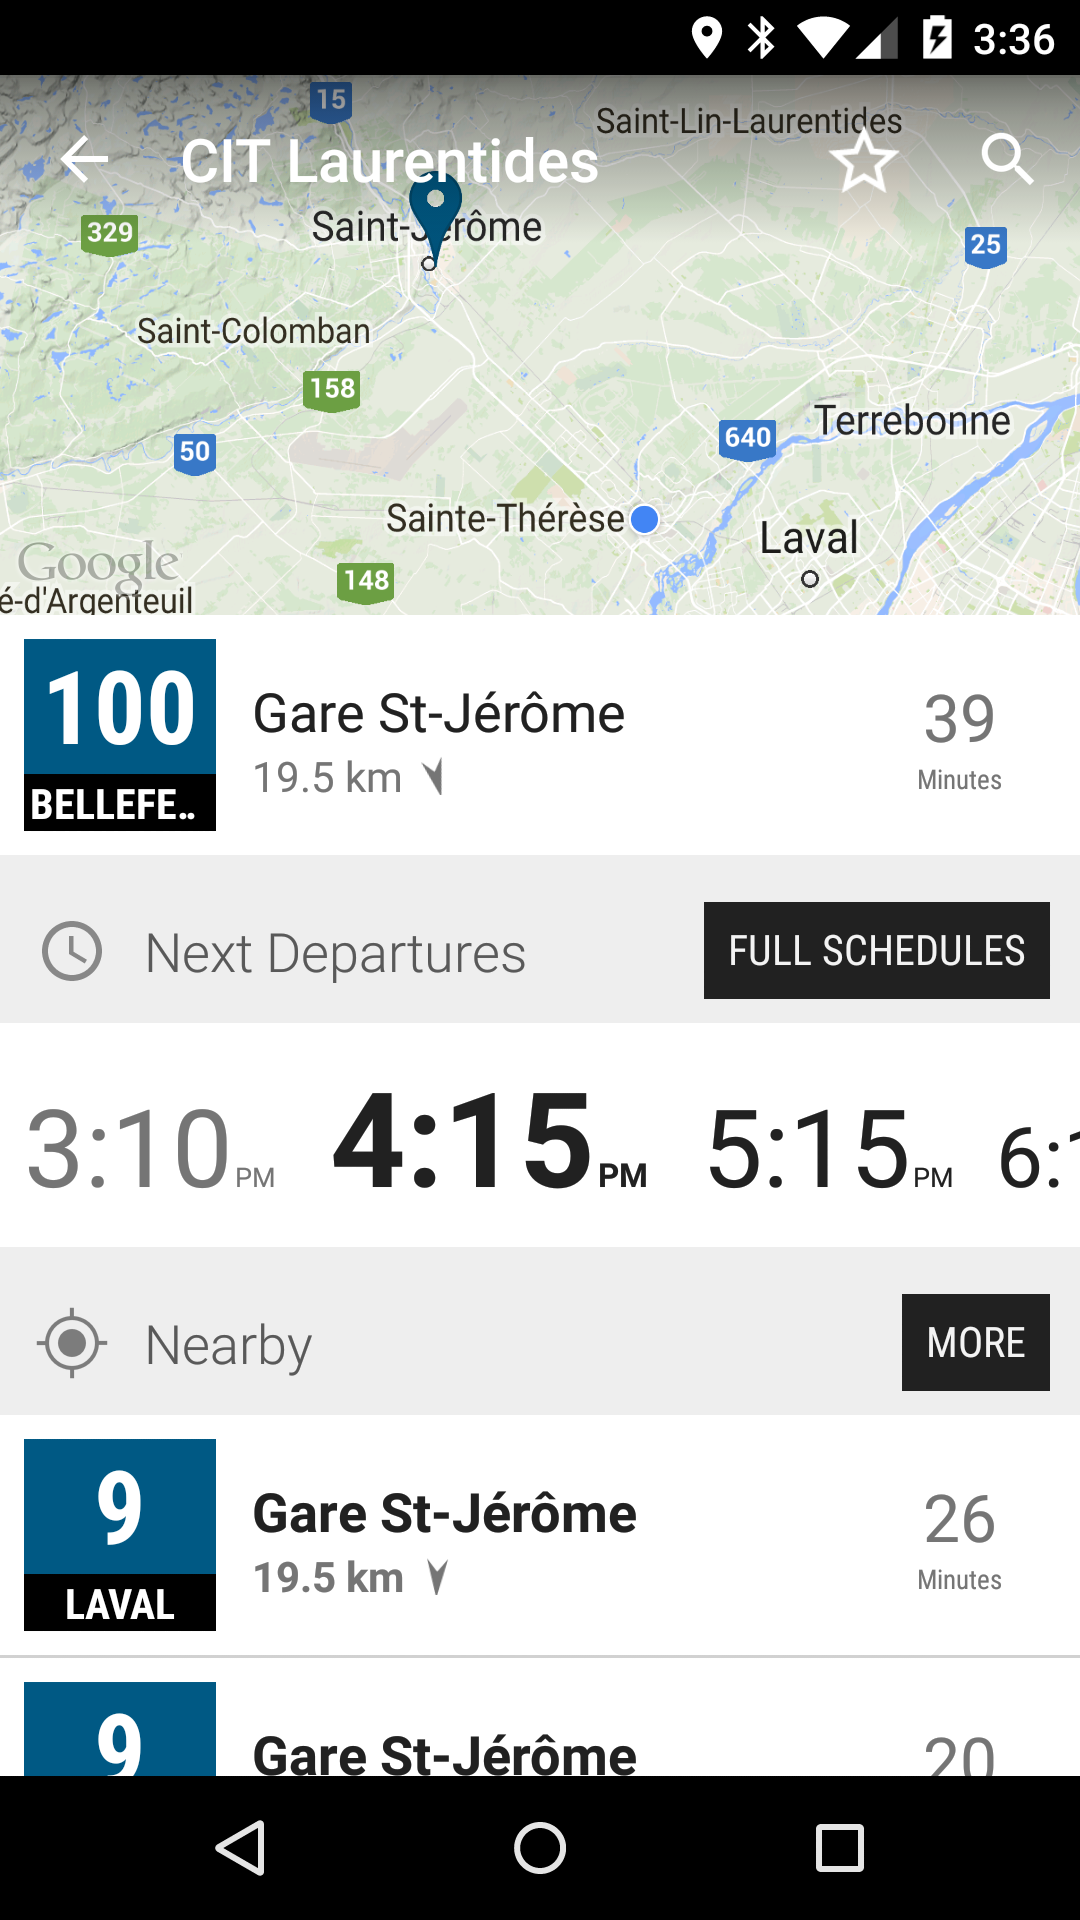 3:36
15
Saint-Lin-Laurentides
CIT Laurentides
329
Saint-Jérôme
25
Saint-Colomban
158
Terrebonne
640
50
Sainte-Thérèse
Laval
Google
148
é-d'Argenteuil
100
BELLEFE..
Gare St-Jérôme
19.5 km
39
Minutes
Next Departures
FULL SCHEDULES
3:10 PM
4:15 PM
5:15 PM
6:1
Nearby
MORE
9
LAVAL
Gare St-Jérôme
19.5 km
26
Minutes
9
Gare St-Jérôme
20